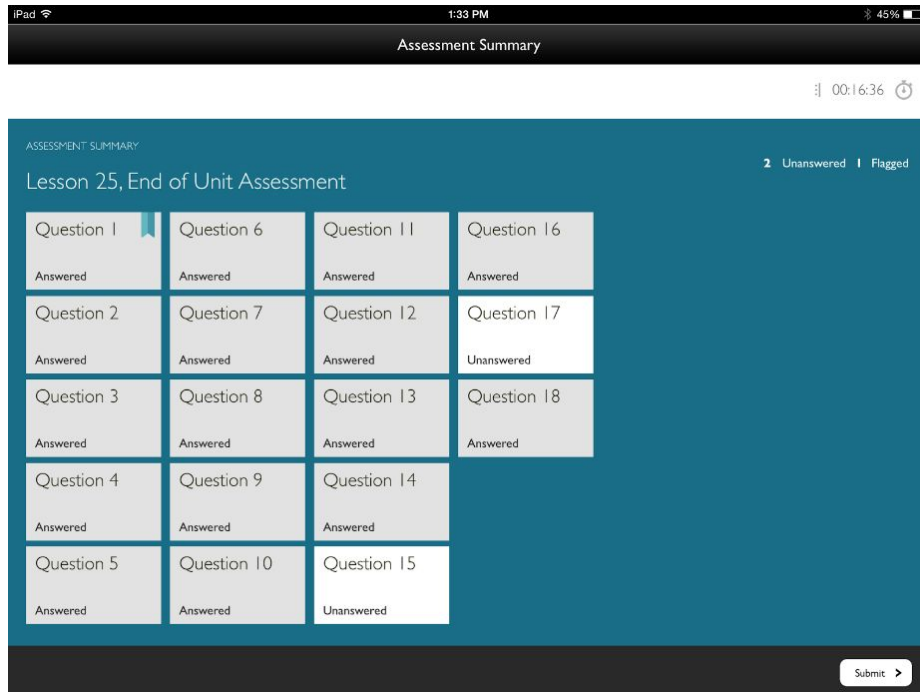 iPad 1:33 PM 45%
Assessment Summary
00:16:36
ASSESSMENT SUMMARY
2 Unanswered 1 Flagged
Lesson 25, End of Unit Assessment
Question 1
Answered
Question 2
Answered
Question 3
Answered
Question 4
Answered
Question 5
Answered
Question 6
Answered
Question 7
Answered
Question 8
Answered
Question 9
Answered
Question 10
Answered
Question 11
Answered
Question 12
Answered
Question 13
Answered
Question 14
Answered
Question 15
Unanswered
Question 16
Answered
Question 17
Unanswered
Question 18
Answered
Submit >